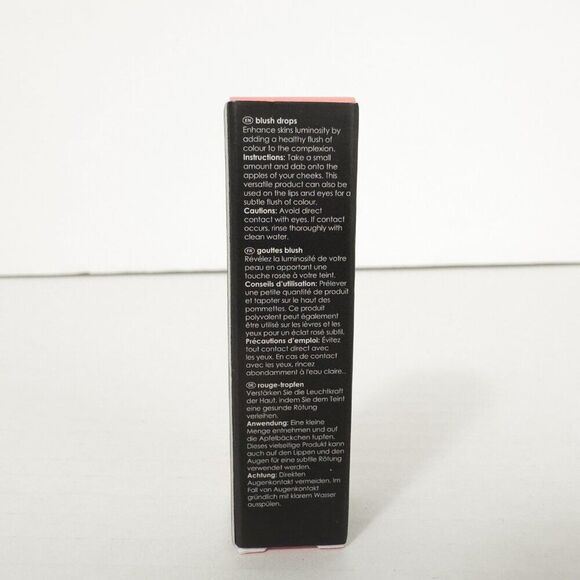 EN blush drops
Enhance skins luminosity by
adding a healthy flush of
colour to the complexion.
Instructions: Take a small
amount and dab onto the
apples of your cheeks. This
versatile product can also be
used on the lips and eyes for a
subtle flush of colour.
Cautions: Avoid direct
contact with eyes. If contact
occurs, rinse thoroughly with
clean water.
FR gouttes blush
Révélez la luminosité de votre
peau en apportant une
touche rosée à votre teint.
Conseils d'utilisation: Prélever
une petite quantité de produit
et tapoter sur le haut des
pommettes. Ce produit
polyvalent peut également
être utilisé sur les lèvres et les
yeux pour un éclat rosé subtil.
Précautions d'emploi: Évitez
tout contact direct avec
les yeux. En cas de contact
avec les yeux, rincez
abondamment à l'eau claire..
DE rouge-tropfen
Verstärken Sie die Leuchtkraft
der Haut, indem Sie dem Teint
eine gesunde Rötung
verleihen.
Anwendung: Eine kleine
Menge entnehmen und auf
die Apfelbäckchen tupfen.
Dieses vielseitige Produkt kann
auch auf den Lippen und den
Augen für eine subtile Rötung
verwendet werden.
Achtung: Direkten
Augenkontakt vermeiden. Im
Fall von Augenkontakt
gründlich mit klarem Wasser
ausspülen.